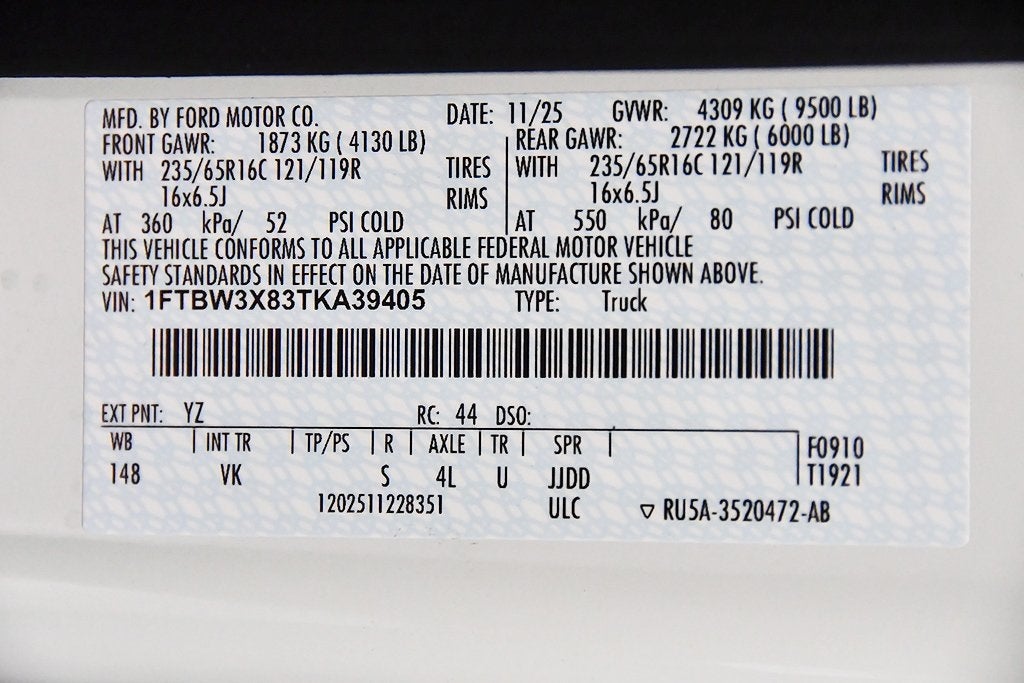 MFD. BY FORD MOTOR CO. DATE: 11/25 GVWR: 4309 KG ( 9500 LB)
FRONT GAWR: 1873 KG ( 4130 LB) REAR GAWR: 2722 KG ( 6000 LB)
WITH 235/65R16C 121/119R TIRES WITH 235/65R16C 121/119R TIRES
16x6.5J RIMS 16x6.5J RIMS
AT 360 kPa/ 52 PSI COLD AT 550 kPa/ 80 PSI COLD
THIS VEHICLE CONFORMS TO ALL APPLICABLE FEDERAL MOTOR VEHICLE
SAFETY STANDARDS IN EFFECT ON THE DATE OF MANUFACTURE SHOWN ABOVE.
VIN: 1FTBW3X83TKA39405 TYPE: Truck
EXT PNT: YZ RC: 44 DSO:
WB INT TR TP/PS R AXLE TR SPR F0910
148 VK S 4L U JJDD T1921
1202511228351 ULC ▽ RU5A-3520472-AB